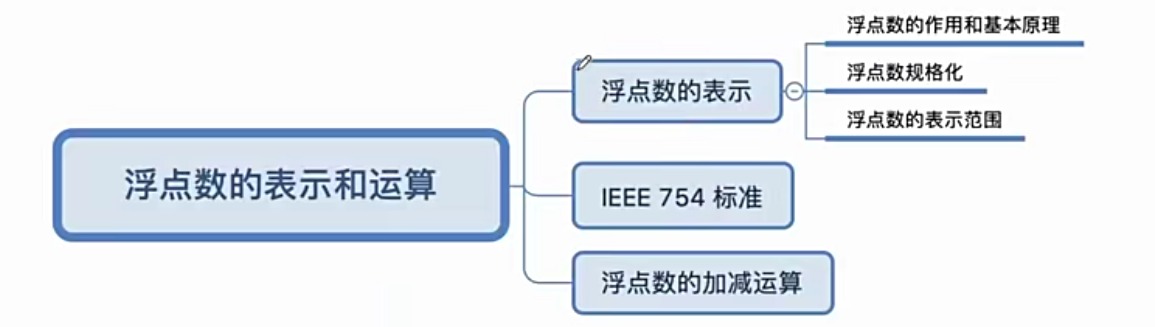 浮点数的作用和基本原理
浮点数的表示
浮点数规格化
浮点数的表示范围
浮点数的表示和运算
IEEE 754 标准
浮点数的加减运算